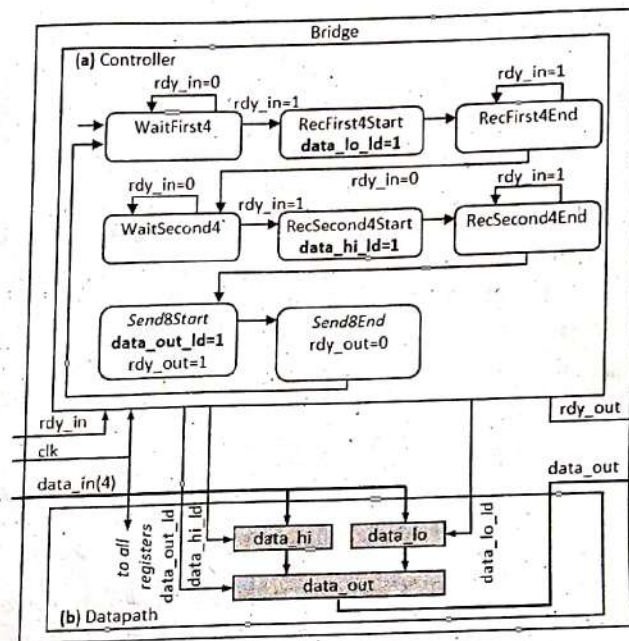 Bridge
(a) Controller
rdy_in=0
rdy_in=1
rdy_in=1
WaitFirst4
RecFirst4Start
data_lo_ld=1
RecFirst4End
rdy_in=0
rdy_in=0
rdy_in=1
rdy_in=1
WaitSecond4
RecSecond4Start
data_hi_ld=1
RecSecond4End
Send8Start
data_out_ld=1
rdy_out=1
Send8End
rdy_out=0
rdy_in
clk
data_in(4)
rdy_out
data_out
to all
registers
data_out_ld
data_hi_ld
data_hi
data_lo
data_lo_ld
data_out
(b) Datapath